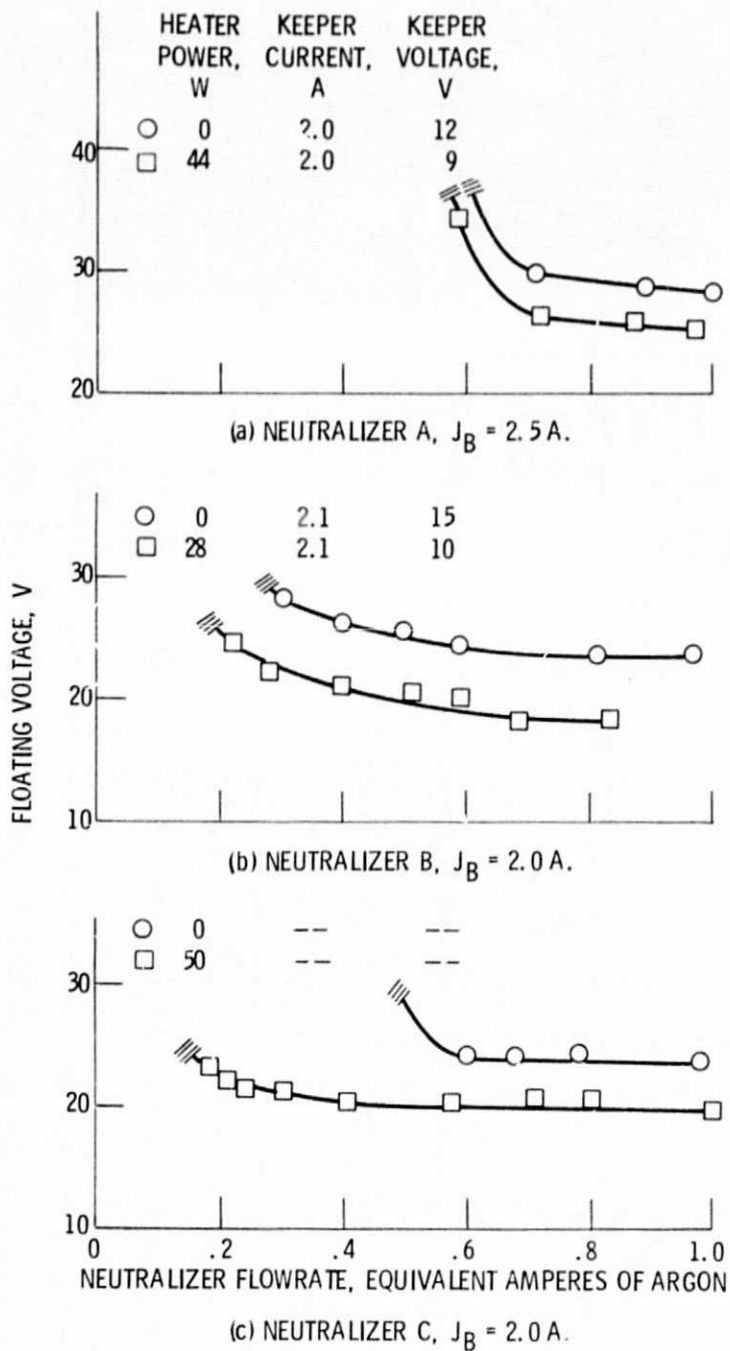 HEATER KEEPER KEEPER
POWER, CURRENT, VOLTAGE,
W A V
0 2.0 12
44 2.0 9
40
30
20
(a) NEUTRALIZER A, J_B = 2.5 A.
0 2.1 15
28 2.1 10
30
20
10
(b) NEUTRALIZER B, J_B = 2.0 A.
FLOATING VOLTAGE, V
0 -- --
50 -- --
30
20
10
0 .2 .4 .6 .8 1.0
NEUTRALIZER FLOWRATE, EQUIVALENT AMPERES OF ARGON
(c) NEUTRALIZER C, J_B = 2.0 A.